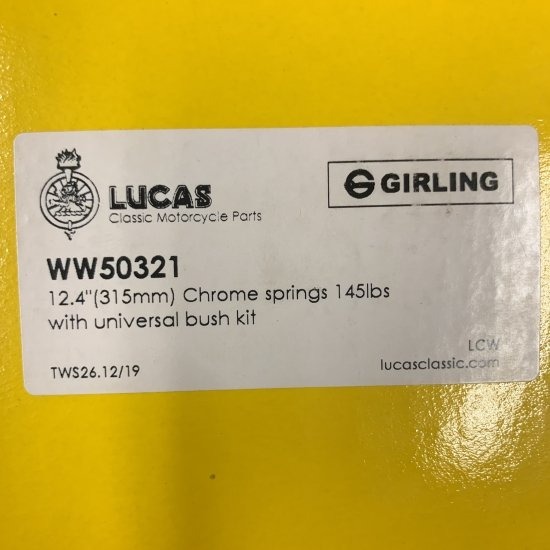 LUCAS
Classic Motorcycle Parts
GIRLING
WW50321
12.4"(315mm) Chrome springs 145lbs
with universal bush kit
TWS26.12/19
LCW
lucasclassic.com